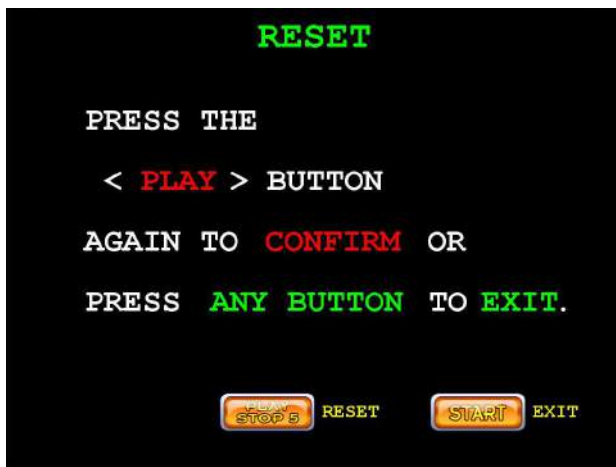 RESET
PRESS THE
< PLAY > BUTTON
AGAIN TO CONFIRM OR
PRESS ANY BUTTON TO EXIT.
PLAY
STOP 5 RESET START EXIT